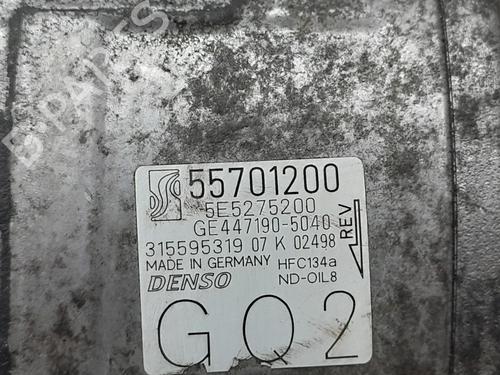 55701200
5E5275200
GE447190-5040
315595319 07 K 02498
MADE IN GERMANY HFC134a
DENSO ND-OIL8
REV
GQ2
B-PARTS